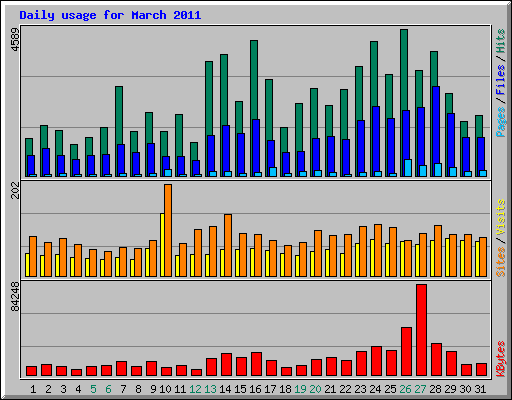 Daily usage for March 2011
4589
Pages / Files / Hits
202
Sites / Visits
84248
KBytes
1 2 3 4 5 6 7 8 9 10 11 12 13 14 15 16 17 18 19 20 21 22 23 24 25 26 27 28 29 30 31